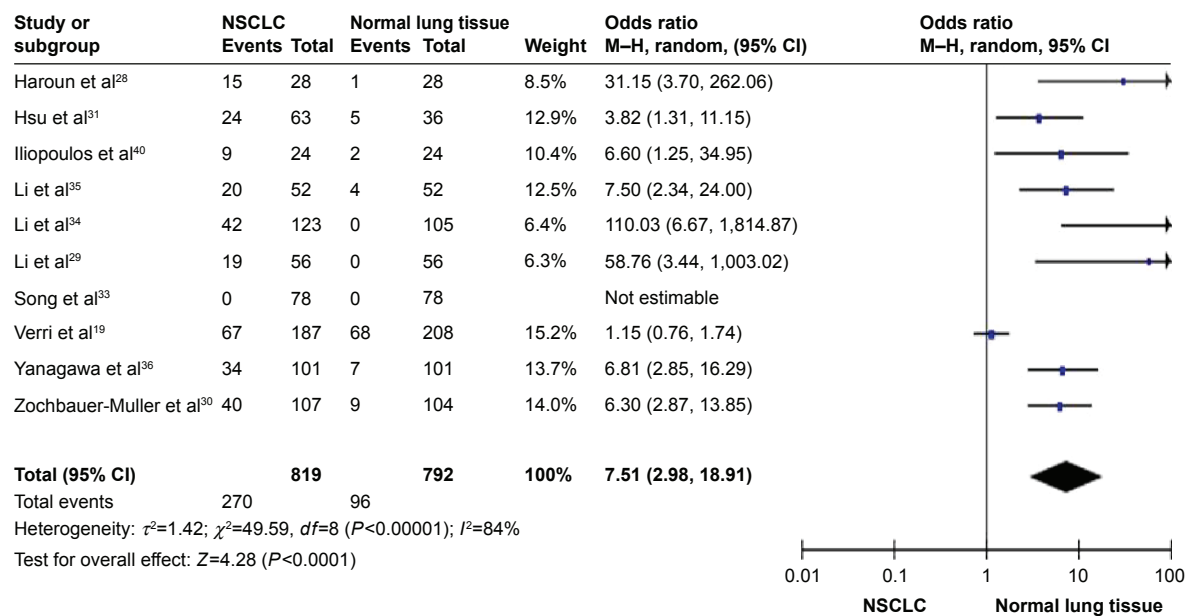 Study or subgroup NSCLC Normal lung tissue Weight Odds ratio Odds ratio
Events Total Events Total M–H, random, (95% CI) M–H, random, 95% CI
Haroun et al28 15 28 1 28 8.5% 31.15 (3.70, 262.06)
Hsu et al31 24 63 5 36 12.9% 3.82 (1.31, 11.15)
Iliopoulos et al40 9 24 2 24 10.4% 6.60 (1.25, 34.95)
Li et al35 20 52 4 52 12.5% 7.50 (2.34, 24.00)
Li et al34 42 123 0 105 6.4% 110.03 (6.67, 1,814.87)
Li et al29 19 56 0 56 6.3% 58.76 (3.44, 1,003.02)
Song et al33 0 78 0 78 Not estimable
Verri et al19 67 187 68 208 15.2% 1.15 (0.76, 1.74)
Yanagawa et al36 34 101 7 101 13.7% 6.81 (2.85, 16.29)
Zochbauer-Muller et al30 40 107 9 104 14.0% 6.30 (2.87, 13.85)
Total (95% CI) 819 792 100% 7.51 (2.98, 18.91)
Total events 270 96
Heterogeneity: τ²=1.42; χ²=49.59, df=8 (P<0.00001); I²=84%
Test for overall effect: Z=4.28 (P<0.0001)
0.01 0.1 1 10 100
NSCLC Normal lung tissue